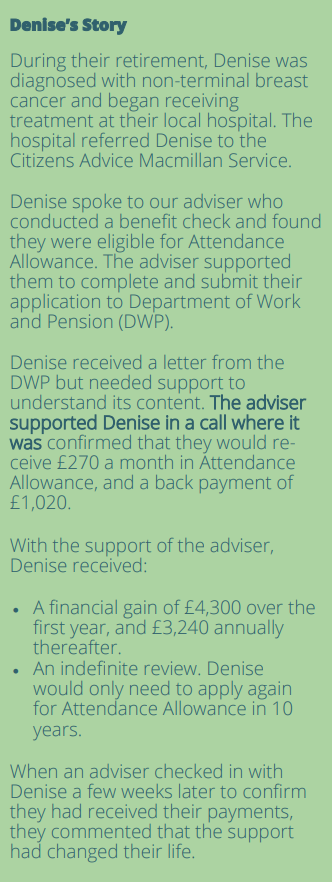 Denise's Story
During their retirement, Denise was
diagnosed with non-terminal breast
cancer and began receiving
treatment at their local hospital. The
hospital referred Denise to the
Citizens Advice Macmillan Service.
Denise spoke to our adviser who
conducted a benefit check and found
they were eligible for Attendance
Allowance. The adviser supported
them to complete and submit their
application to Department of Work
and Pension (DWP).
Denise received a letter from the
DWP but needed support to
understand its content. The adviser
supported Denise in a call where it
was confirmed that they would re-
ceive £270 a month in Attendance
Allowance, and a back payment of
£1,020.
With the support of the adviser,
Denise received:
• A financial gain of £4,300 over the
first year, and £3,240 annually
thereafter.
• An indefinite review. Denise
would only need to apply again
for Attendance Allowance in 10
years.
When an adviser checked in with
Denise a few weeks later to confirm
they had received their payments,
they commented that the support
had changed their life.